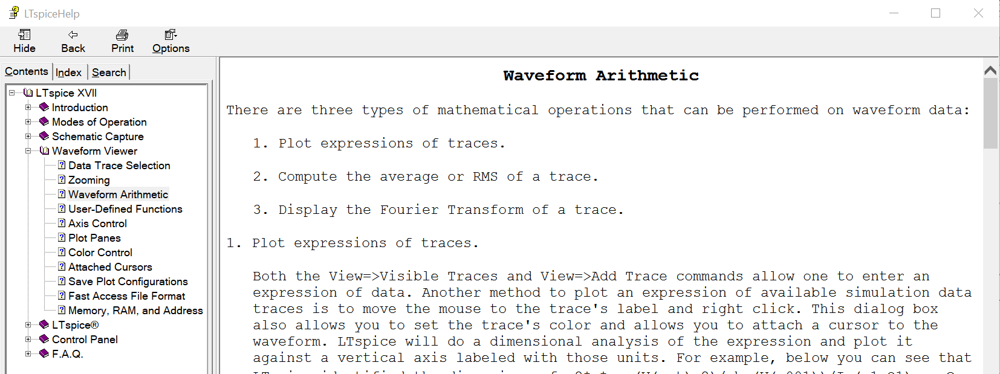 LTspiceHelp
Hide Back Print Options
Contents Index Search
LTspice XVII
Introduction
Modes of Operation
Schematic Capture
Waveform Viewer
Data Trace Selection
Zooming
Waveform Arithmetic
User-Defined Functions
Axis Control
Plot Panes
Color Control
Attached Cursors
Save Plot Configurations
Fast Access File Format
Memory, RAM, and Address
LTspice®
Control Panel
F.A.Q.
Waveform Arithmetic
There are three types of mathematical operations that can be performed on waveform data:
1. Plot expressions of traces.
2. Compute the average or RMS of a trace.
3. Display the Fourier Transform of a trace.
1. Plot expressions of traces.
Both the View=>Visible Traces and View=>Add Trace commands allow one to enter an
expression of data. Another method to plot an expression of available simulation data
traces is to move the mouse to the trace's label and right click. This dialog box
also allows you to set the trace's color and allows you to attach a cursor to the
waveform. LTspice will do a dimensional analysis of the expression and plot it
against a vertical axis labeled with those units. For example, below you can see that